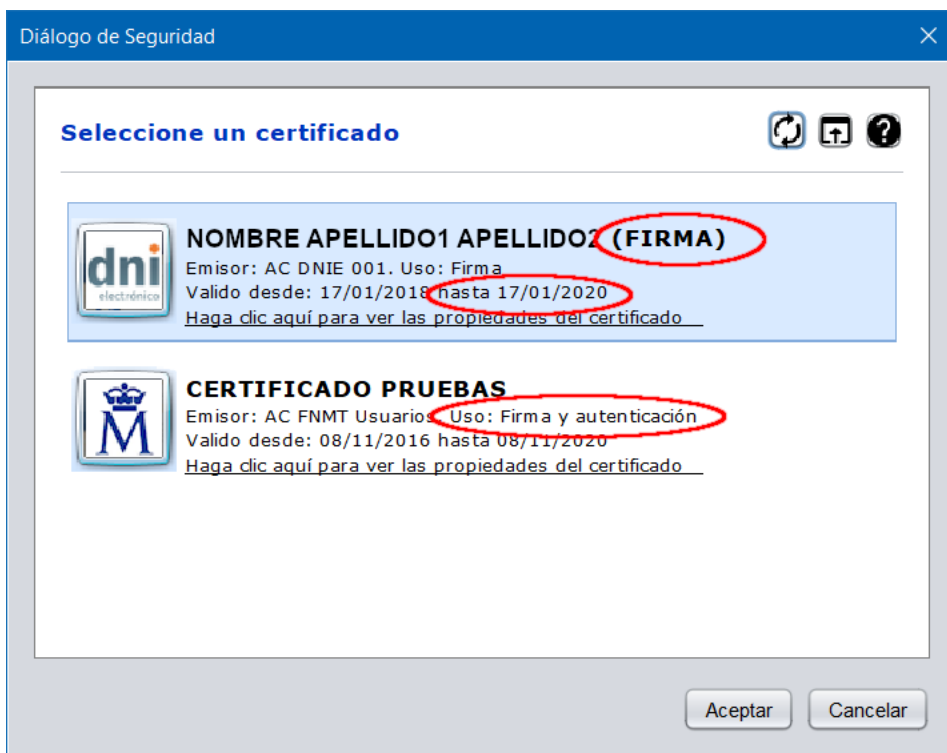 Diálogo de Seguridad
Seleccione un certificado
dni
electrónico
NOMBRE APELLIDO1 APELLIDO2 (FIRMA)
Emisor: AC DNIE 001. Uso: Firma
Valido desde: 17/01/2018 hasta 17/01/2020
Haga clic aquí para ver las propiedades del certificado
M
CERTIFICADO PRUEBAS
Emisor: AC FNMT Usuarios. Uso: Firma y autenticación
Valido desde: 08/11/2016 hasta 08/11/2020
Haga clic aquí para ver las propiedades del certificado
Aceptar Cancelar